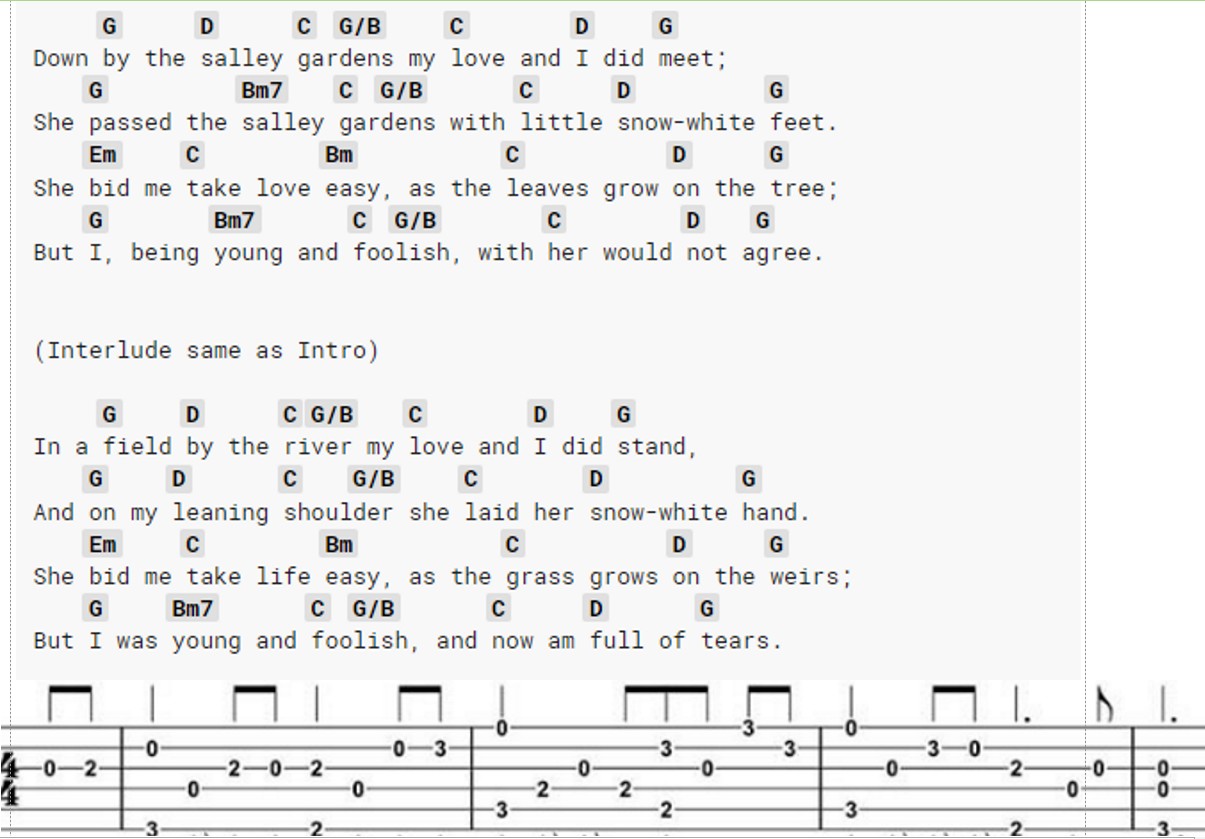 G D C G/B C D G
Down by the salley gardens my love and I did meet;
G Bm7 C G/B C D G
She passed the salley gardens with little snow-white feet.
Em C Bm C D G
She bid me take love easy, as the leaves grow on the tree;
G Bm7 C G/B C D G
But I, being young and foolish, with her would not agree.
(Interlude same as Intro)
G D C G/B C D G
In a field by the river my love and I did stand,
G D C G/B C D G
And on my leaning shoulder she laid her snow-white hand.
Em C Bm C D G
She bid me take life easy, as the grass grows on the weirs;
G Bm7 C G/B C D G
But I was young and foolish, and now am full of tears.
0 0 3 0
0 0 3 3 3 3 0
4 0 2 2 0 2 0 0 0 2 0 0
4 0 0 2 2 0 0
3 2 3
3 2 2 3